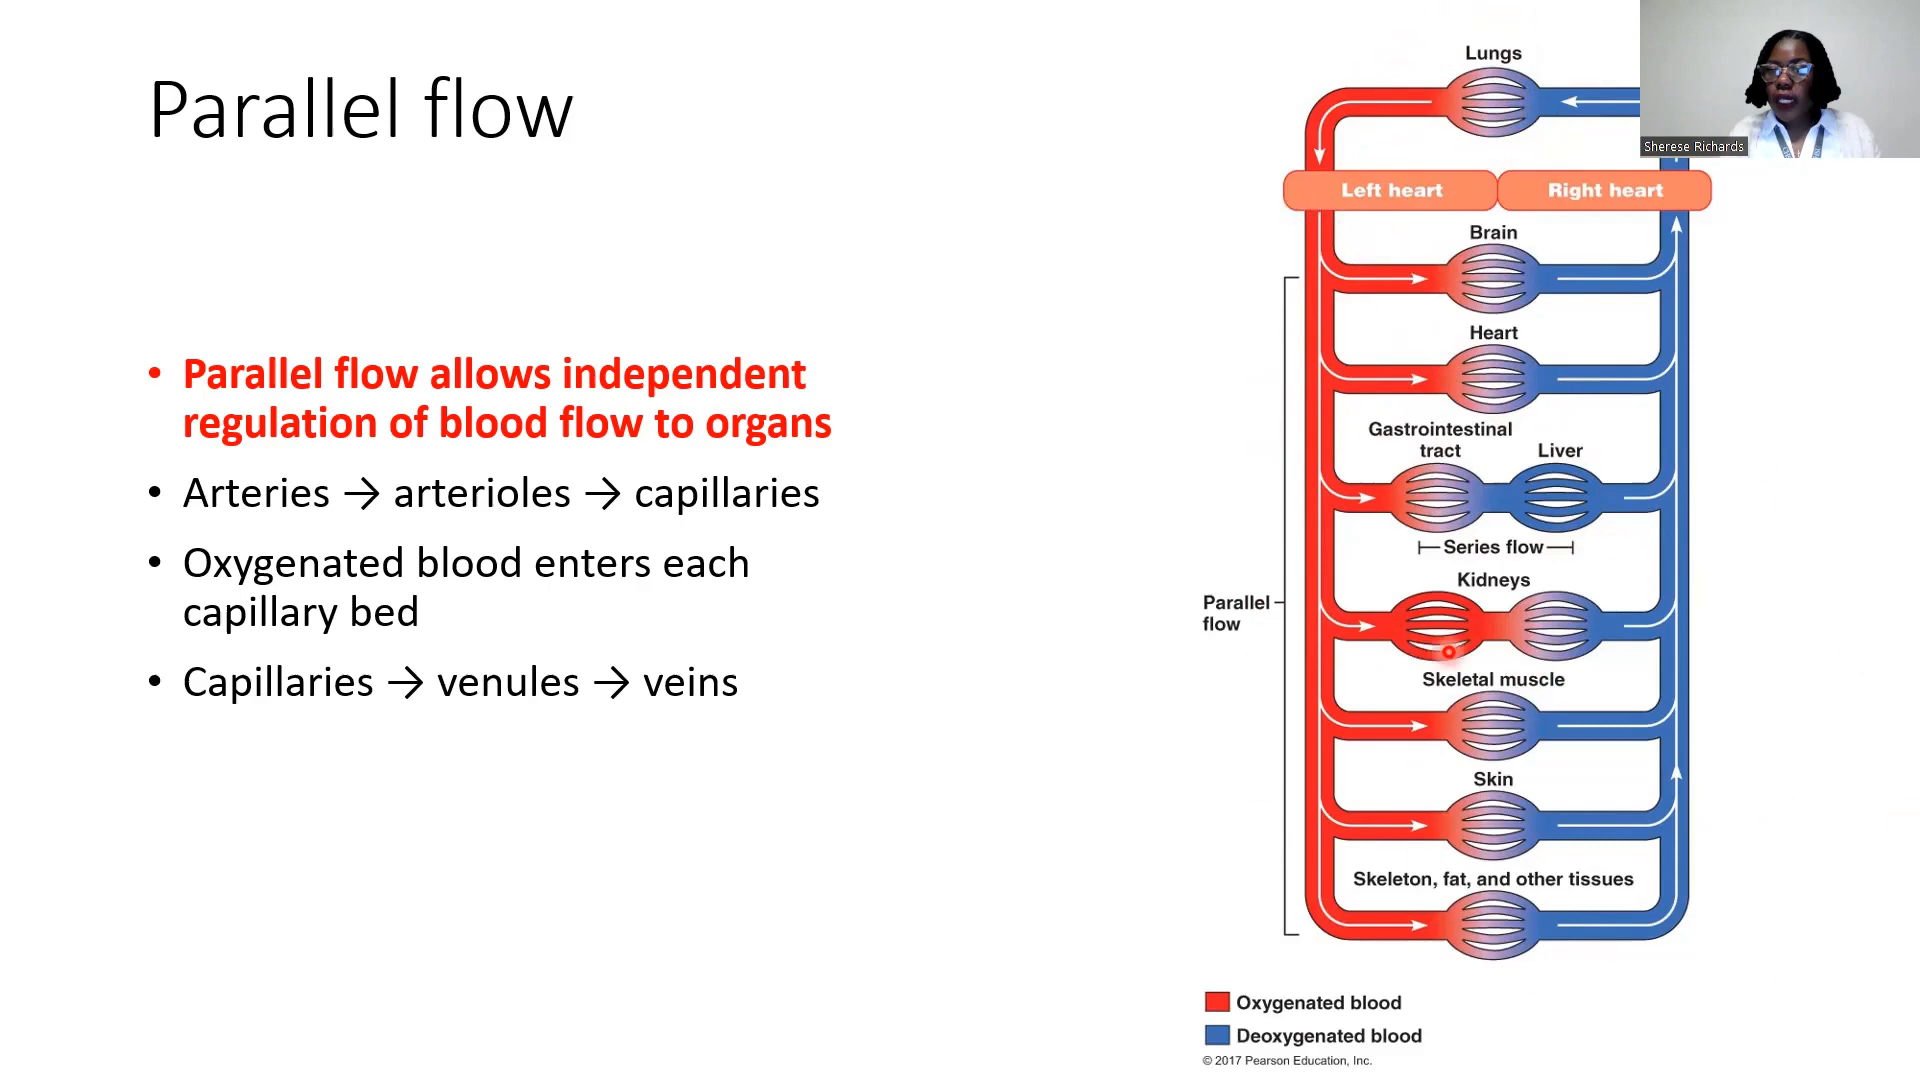 Parallel flow
• Parallel flow allows independent
regulation of blood flow to organs
• Arteries → arterioles → capillaries
• Oxygenated blood enters each
capillary bed
• Capillaries → venules → veins
Lungs
Sherese Richards
Left heart
Right heart
Brain
Heart
Gastrointestinal
tract
Liver
Series flow
Kidneys
Parallel
flow
Skeletal muscle
Skin
Skeleton, fat, and other tissues
Oxygenated blood
Deoxygenated blood
© 2017 Pearson Education, Inc.